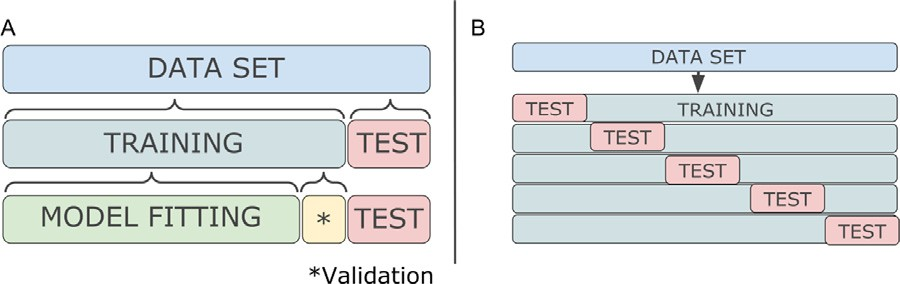 A
DATA SET
TRAINING TEST
MODEL FITTING * TEST
*Validation
B
DATA SET
TEST TRAINING
TEST
TEST
TEST
TEST